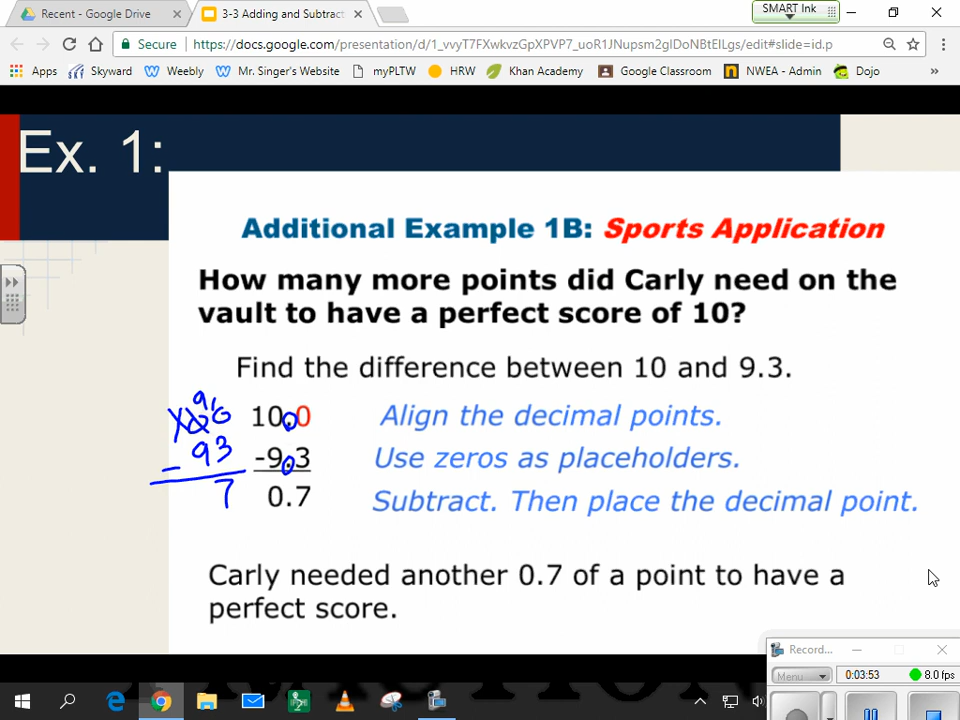 Recent - Google Drive
3-3 Adding and Subtract
SMART Ink
Secure
https://docs.google.com/presentation/d/1_vvyT7FXwkvzGpXPVP7_uoR1JNupsm2glDoNBtElLgs/edit#slide=id.p
Apps Skyward Weebly Mr. Singer's Website myPLTW HRW Khan Academy Google Classroom NWEA - Admin Dojo »
Ex. 1:
Additional Example 1B: Sports Application
How many more points did Carly need on the
vault to have a perfect score of 10?
Find the difference between 10 and 9.3.
10.0 Align the decimal points.
- 93 -9.3 Use zeros as placeholders.
7 0.7 Subtract. Then place the decimal point.
Carly needed another 0.7 of a point to have a
perfect score.
Record...
Menu 0:03:53 8.0 fps